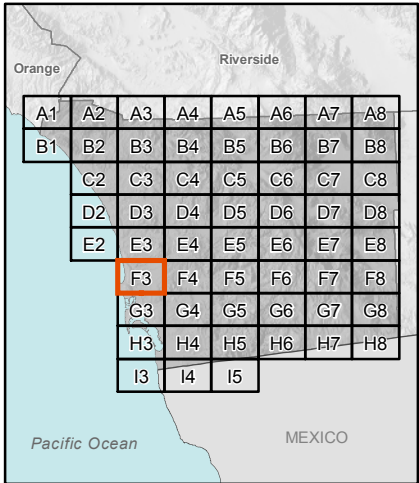 Riverside
Orange
A1 A2 A3 A4 A5 A6 A7 A8
B1 B2 B3 B4 B5 B6 B7 B8
C2 C3 C4 C5 C6 C7 C8
D2 D3 D4 D5 D6 D7 D8
E2 E3 E4 E5 E6 E7 E8
F3 F4 F5 F6 F7 F8
G3 G4 G5 G6 G7 G8
H3 H4 H5 H6 H7 H8
I3 I4 I5
Pacific Ocean
MEXICO